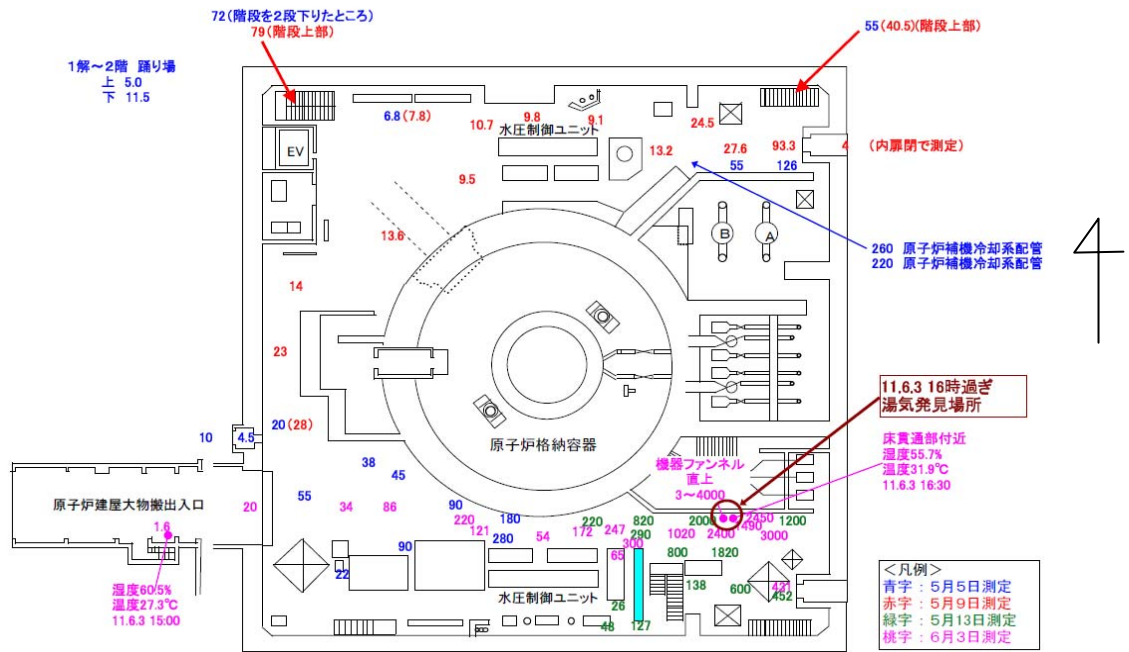 72(階段を2段下りたところ)
79(階段上部)
55(40.5)(階段上部)
1解~2階 踊り場
上 5.0
下 11.5
6.8(7.8)
10.7
9.8
9.1
水圧制御ユニット
24.5
EV
13.2
27.6
93.3
4
(内扉閉で測定)
55
126
9.5
13.6
B
A
260 原子炉補機冷却系配管
220 原子炉補機冷却系配管
14
23
11.6.3 16時過ぎ
湯気発見場所
20(28)
10
4.5
原子炉格納容器
床貫通部付近
湿度55.7%
温度31.9℃
11.6.3 16:30
機器ファンネル
直上
3~4000
38
45
原子炉建屋大物搬出入口
20
55
34
86
90
220
121
180
280
54
172
220
247
820
290
300
65
2000
1020
2400
2450
1490
3000
1200
1.6
90
22
800
1820
湿度60.5%
温度27.3℃
11.6.3 15:00
水圧制御ユニット
26
48
127
138
600
431
452
<凡例>
青字:5月5日測定
赤字:5月9日測定
緑字:5月13日測定
桃字:6月3日測定